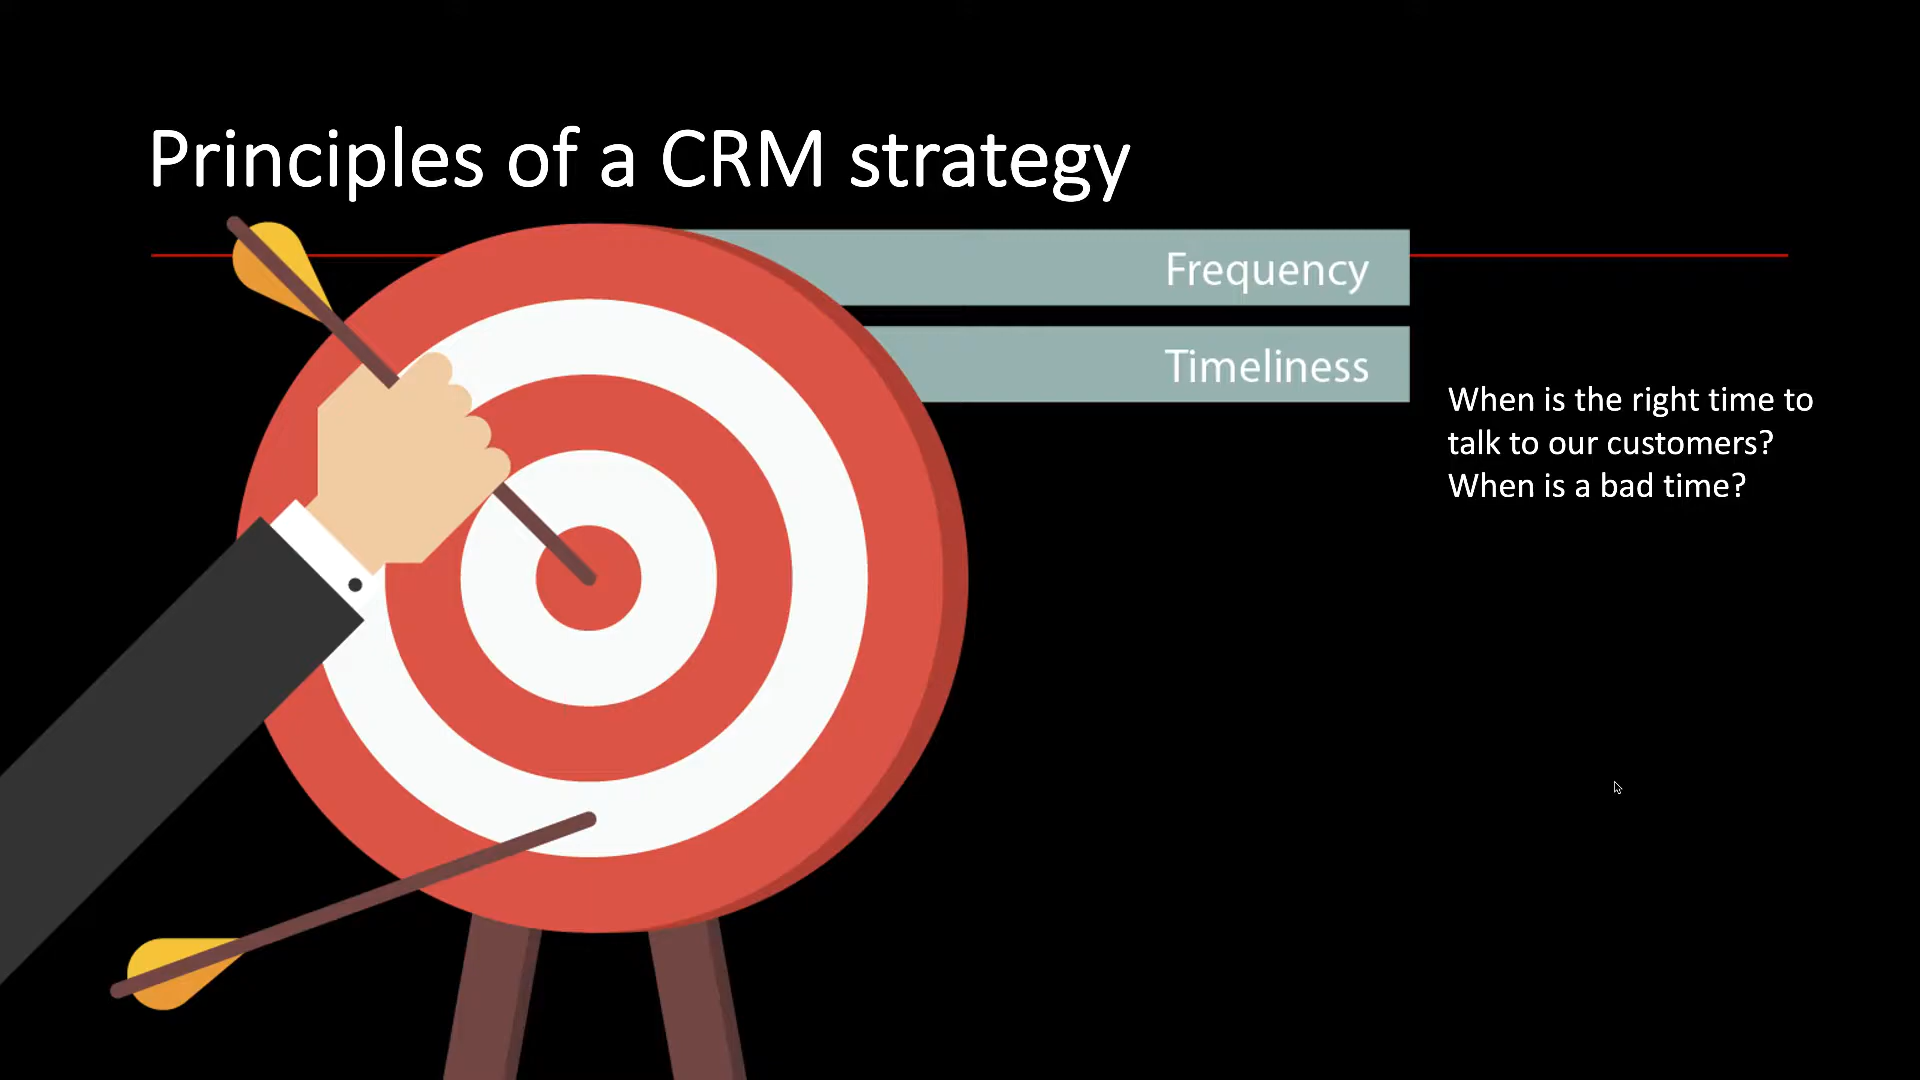 Principles of a CRM strategy
Frequency
Timeliness
When is the right time to
talk to our customers?
When is a bad time?